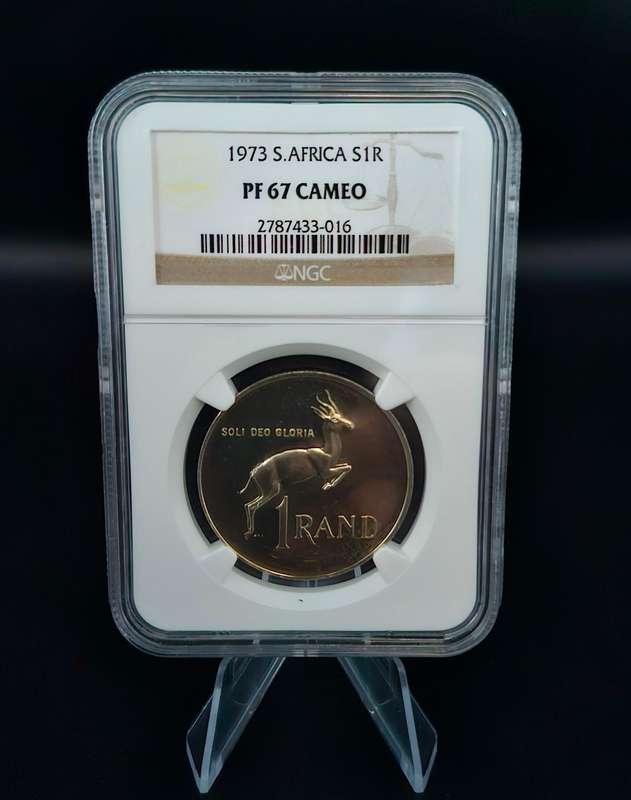 1973 S.AFRICA S1R
PF 67 CAMEO
2787433-016
NGC
SOLI DEO GLORIA
1 RAND